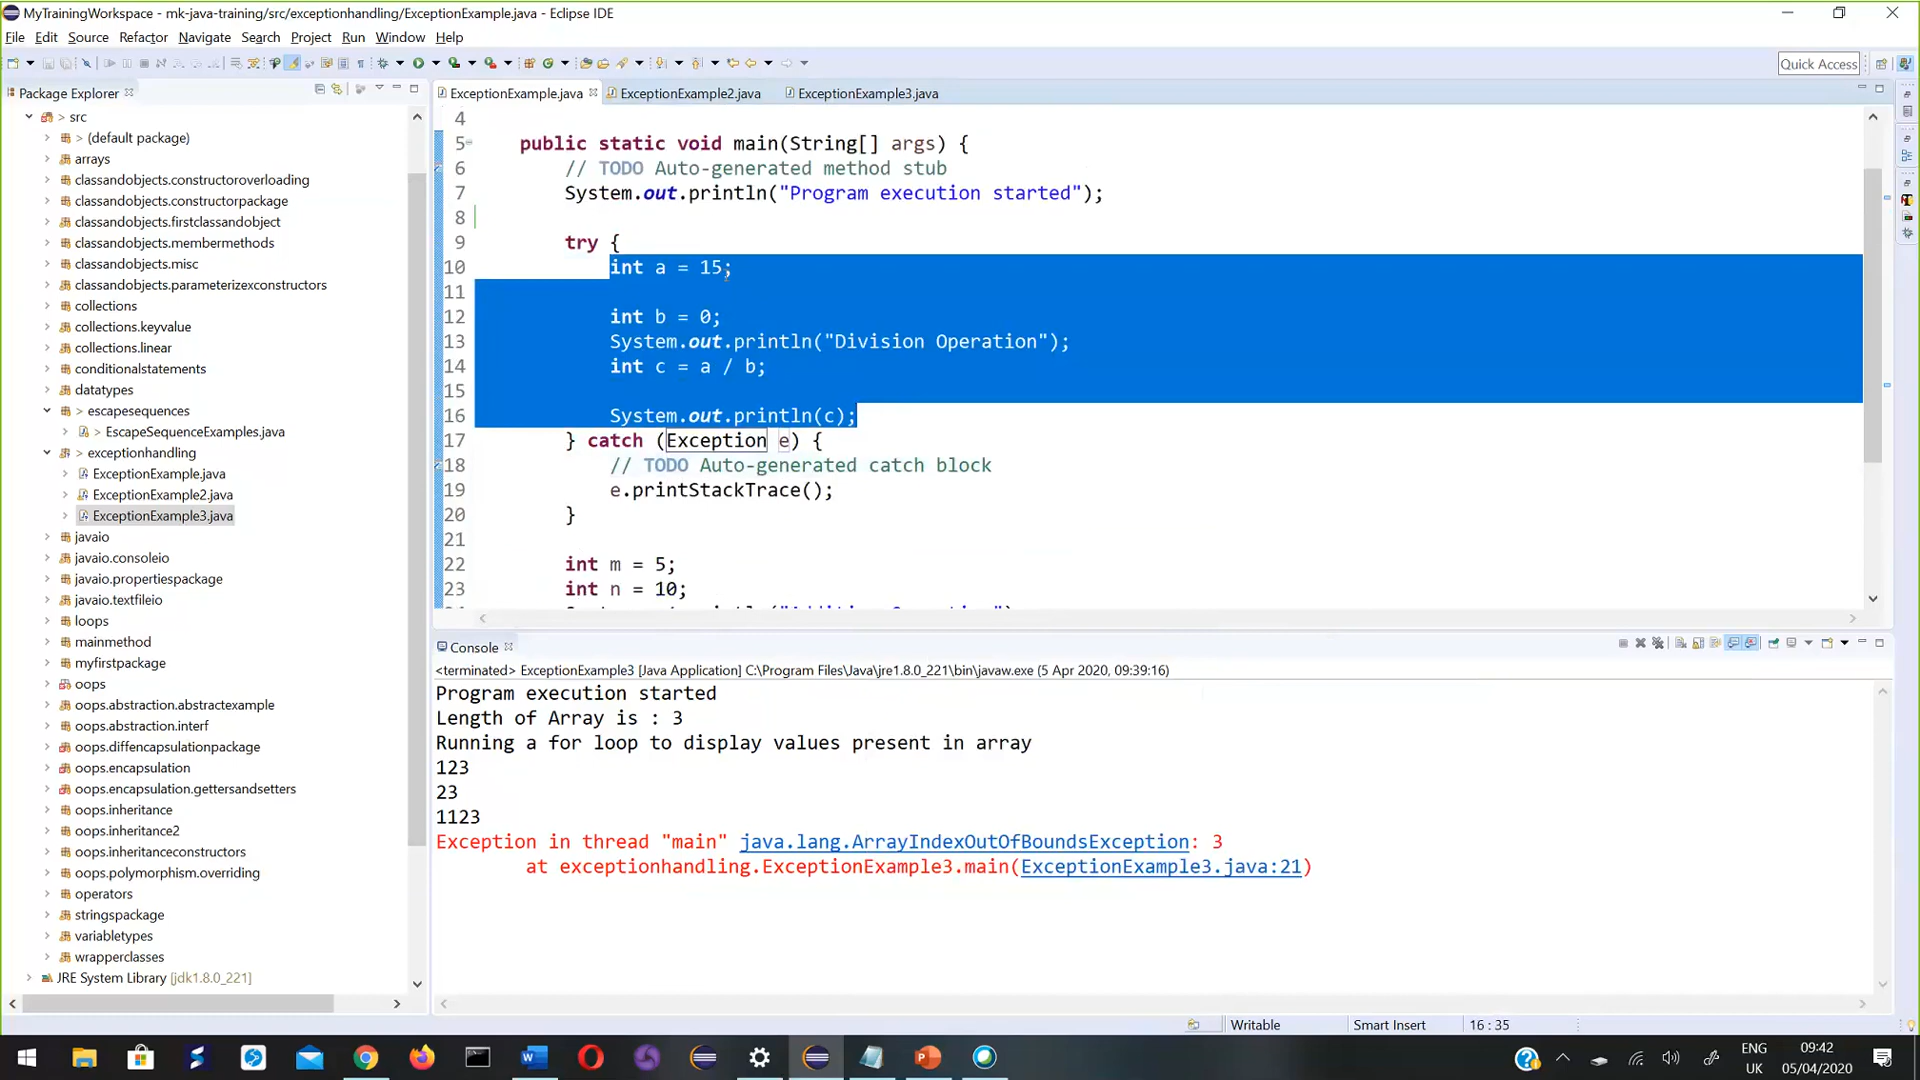 MyTrainingWorkspace - mk-java-training/src/exceptionhandling/ExceptionExample.java - Eclipse IDE
File Edit Source Refactor Navigate Search Project Run Window Help
Quick Access
Package Explorer
> src
> (default package)
arrays
classandobjects.constructoroverloading
classandobjects.constructorpackage
classandobjects.firstclassandobject
classandobjects.membermethods
classandobjects.misc
classandobjects.parameterizexconstructors
collections
collections.keyvalue
collections.linear
conditionalstatements
datatypes
> escapesequences
> EscapeSequenceExamples.java
> exceptionhandling
ExceptionExample.java
ExceptionExample2.java
ExceptionExample3.java
javaio
javaio.consoleio
javaio.propertiespackage
javaio.textfileio
loops
mainmethod
myfirstpackage
oops
oops.abstraction.abstractexample
oops.abstraction.interf
oops.diffencapsulationpackage
oops.encapsulation
oops.encapsulation.gettersandsetters
oops.inheritance
oops.inheritance2
oops.inheritanceconstructors
oops.polymorphism.overriding
operators
stringspackage
variabletypes
wrapperclasses
JRE System Library [jdk1.8.0_221]
ExceptionExample.java ExceptionExample2.java ExceptionExample3.java
4
5 public static void main(String[] args) {
6 // TODO Auto-generated method stub
7 System.out.println("Program execution started");
8
9 try {
10 int a = 15;
11
12 int b = 0;
13 System.out.println("Division Operation");
14 int c = a / b;
15
16 System.out.println(c);
17 } catch (Exception e) {
18 // TODO Auto-generated catch block
19 e.printStackTrace();
20 }
21
22 int m = 5;
23 int n = 10;
Console
<terminated> ExceptionExample3 [Java Application] C:\Program Files\Java\jre1.8.0_221\bin\javaw.exe (5 Apr 2020, 09:39:16)
Program execution started
Length of Array is : 3
Running a for loop to display values present in array
123
23
1123
Exception in thread "main" java.lang.ArrayIndexOutOfBoundsException: 3
at exceptionhandling.ExceptionExample3.main(ExceptionExample3.java:21)
Writable Smart Insert 16 : 35
ENG
UK
09:42
05/04/2020